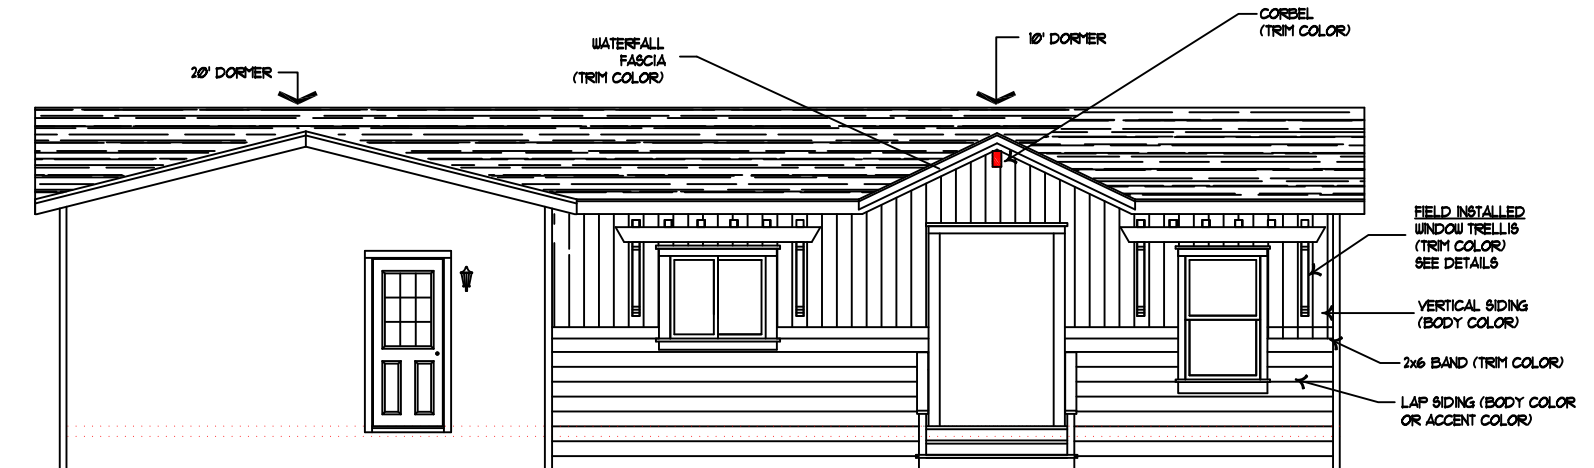 CORBEL
(TRIM COLOR)
10' DORMER
WATERFALL
FASCIA
(TRIM COLOR)
20' DORMER
FIELD INSTALLED
WINDOW TRELLIS
(TRIM COLOR)
SEE DETAILS
VERTICAL SIDING
(BODY COLOR)
2x6 BAND (TRIM COLOR)
LAP SIDING (BODY COLOR
OR ACCENT COLOR)